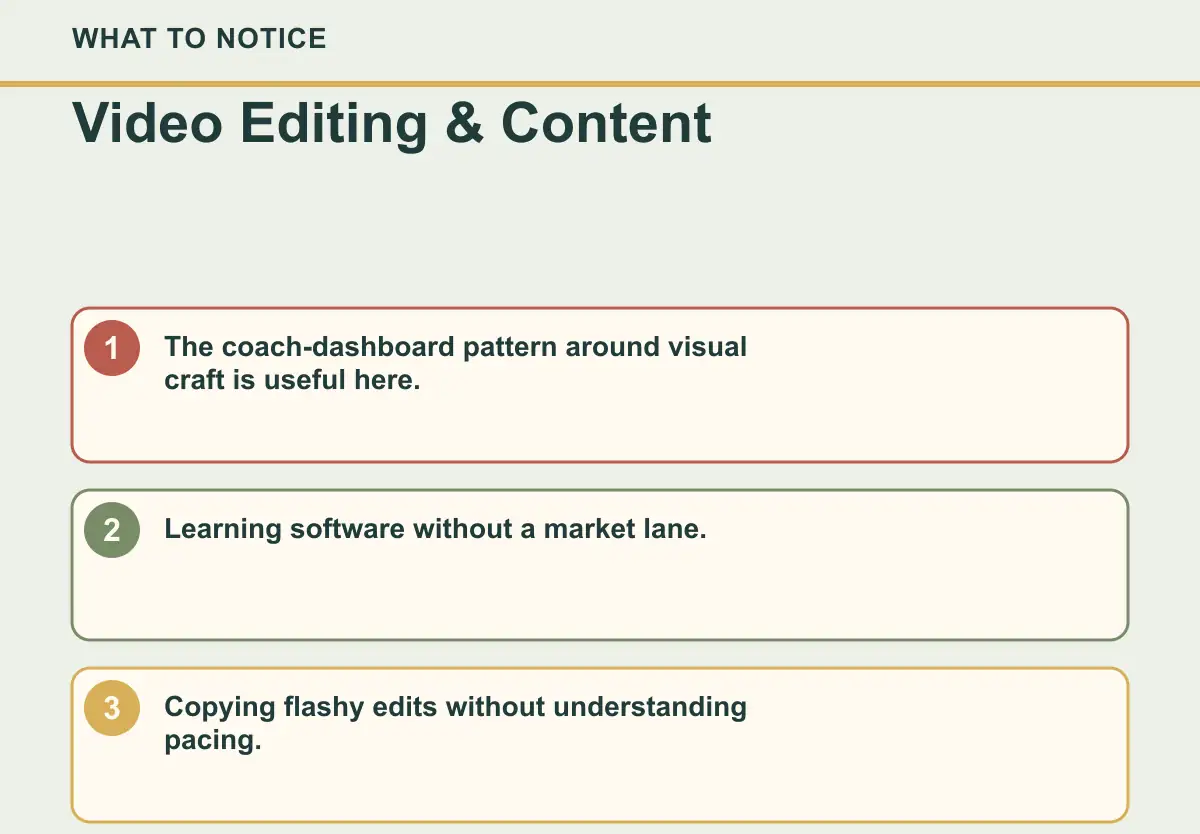 WHAT TO NOTICE
Video Editing & Content
1
The coach-dashboard pattern around visual
craft is useful here.
2
Learning software without a market lane.
3
Copying flashy edits without understanding
pacing.